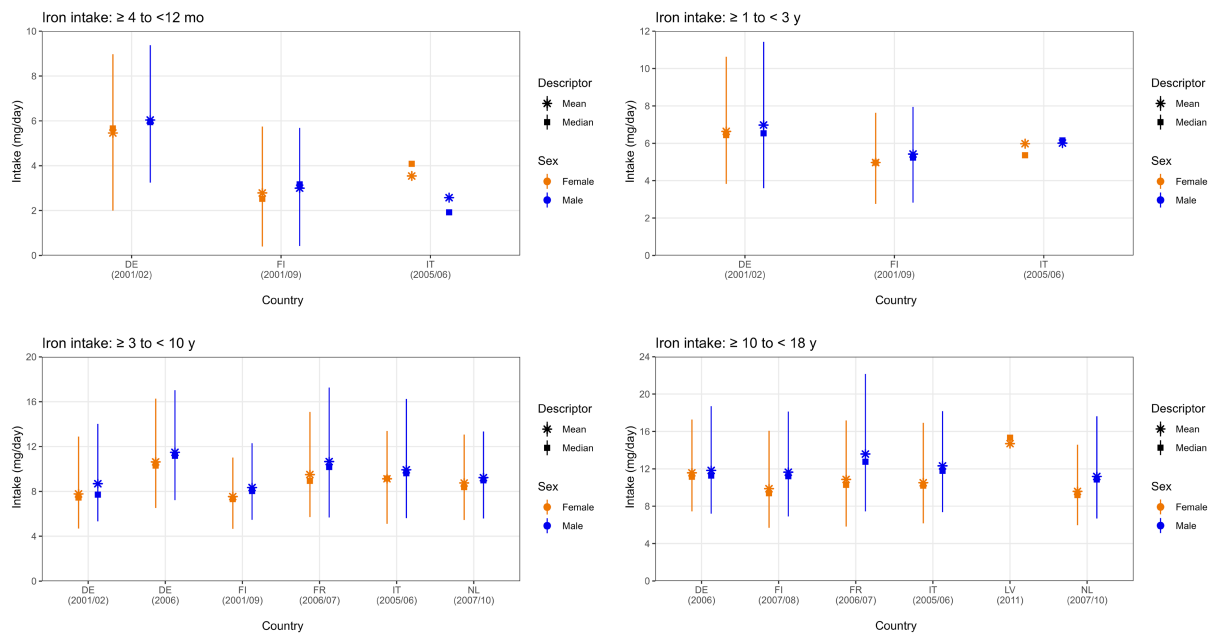 Iron intake: ≥ 4 to <12 mo
10
8
6
4
2
0
Intake (mg/day)
DE
(2001/02)
FI
(2001/09)
IT
(2005/06)
Country
Descriptor
Mean
Median
Sex
Female
Male
Iron intake: ≥ 1 to < 3 y
12
10
8
6
4
2
0
Intake (mg/day)
DE
(2001/02)
FI
(2001/09)
IT
(2005/06)
Country
Descriptor
Mean
Median
Sex
Female
Male
Iron intake: ≥ 3 to < 10 y
20
16
12
8
4
0
Intake (mg/day)
DE
(2001/02)
DE
(2006)
FI
(2001/09)
FR
(2006/07)
IT
(2005/06)
NL
(2007/10)
Country
Descriptor
Mean
Median
Sex
Female
Male
Iron intake: ≥ 10 to < 18 y
24
20
16
12
8
4
0
Intake (mg/day)
DE
(2006)
FI
(2007/08)
FR
(2006/07)
IT
(2005/06)
LV
(2011)
NL
(2007/10)
Country
Descriptor
Mean
Median
Sex
Female
Male